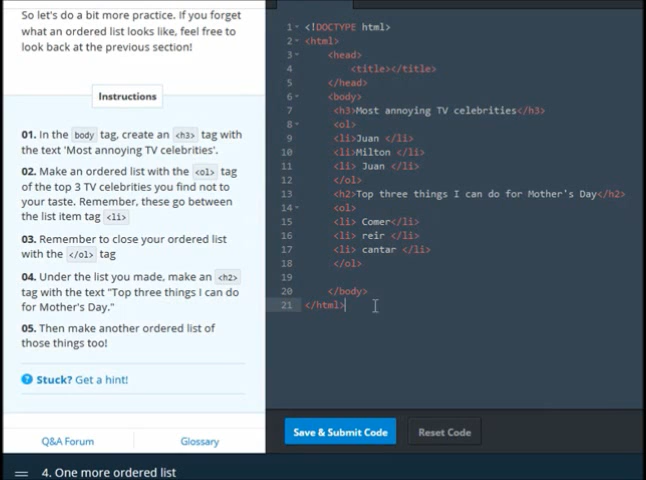 So let's do a bit more practice. If you forget
what an ordered list looks like, feel free to
look back at the previous section!
Instructions
01. In the body tag, create an <h3> tag with
the text 'Most annoying TV celebrities'.
02. Make an ordered list with the <ol> tag
of the top 3 TV celebrities you find not to
your taste. Remember, these go between
the list item tag <li>
03. Remember to close your ordered list
with the </ol> tag
04. Under the list you made, make an <h2>
tag with the text "Top three things I can do
for Mother's Day."
05. Then make another ordered list of
those things too!
? Stuck? Get a hint!
Q&A Forum Glossary
1 <!DOCTYPE html>
2 <html>
3 <head>
4 <title></title>
5 </head>
6 <body>
7 <h3>Most annoying TV celebrities</h3>
8 <ol>
9 <li>Juan </li>
10 <li>Milton </li>
11 <li> Juan </li>
12 </ol>
13 <h2>Top three things I can do for Mother's Day</h2>
14 <ol>
15 <li> Comer</li>
16 <li> reir </li>
17 <li> cantar </li>
18 </ol>
19
20 </body>
21 </html>
Save & Submit Code Reset Code
4. One more ordered list